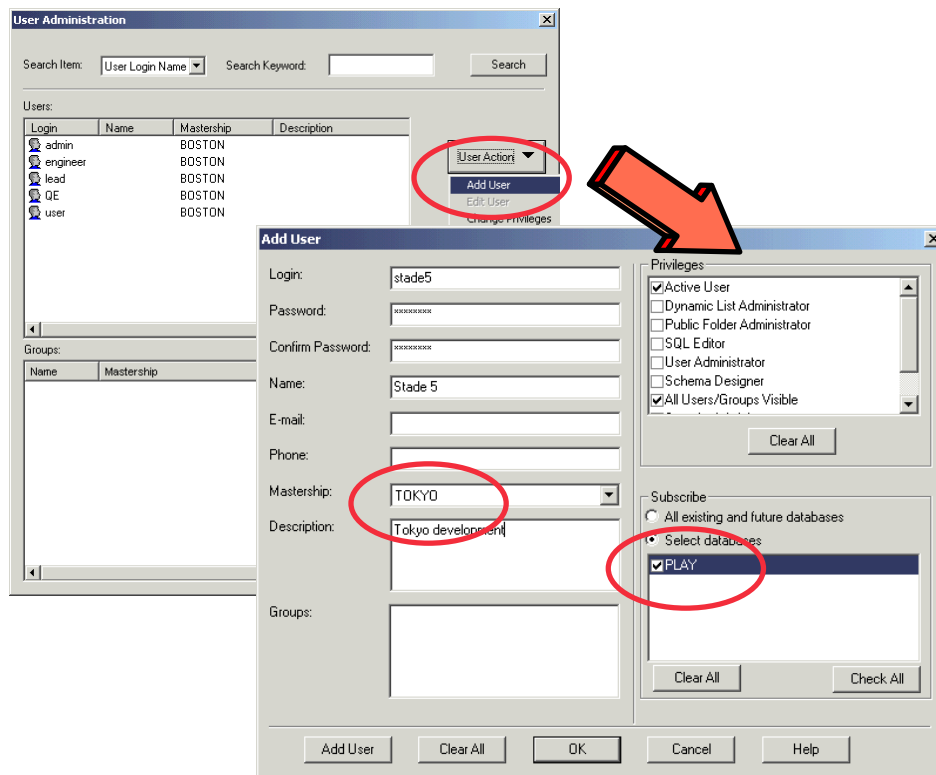 User Administration
Search Item: User Login Name Search Keyword: Search
Users:
Login Name Mastership Description
admin BOSTON
engineer BOSTON
lead BOSTON
QE BOSTON
user BOSTON
User Action
Add User
Edit User
Change Privileges
Groups:
Name Mastership
Add User
Login: stade5
Password: xxxxxxxx
Confirm Password: xxxxxxxx
Name: Stade 5
E-mail:
Phone:
Mastership: TOKYO
Description: Tokyo development
Groups:
Privileges
Active User
Dynamic List Administrator
Public Folder Administrator
SQL Editor
User Administrator
Schema Designer
All Users/Groups Visible
Clear All
Subscribe
All existing and future databases
Select databases
PLAY
Clear All Check All
Add User Clear All OK Cancel Help